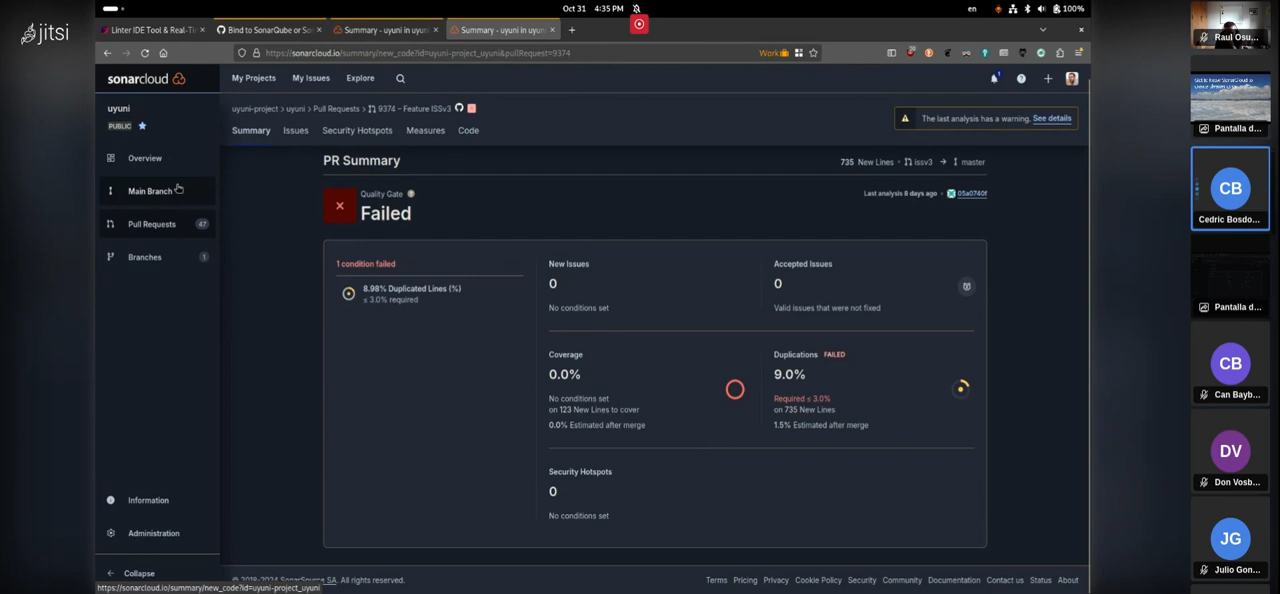 jitsi
Oct 31 4:35 PM
en
100%
Linter IDE Tool & Real-Ti
Bind to SonarQube or So
Summary - uyuni in uyuni
Summary - uyuni in uyuni
https://sonarcloud.io/summary/new_code?id=uyuni-project_uyuni&pullRequest=9374
Work
sonarcloud
My Projects
My Issues
Explore
uyuni
PUBLIC
uyuni-project > uyuni > Pull Requests > 9374 – Feature ISSv3
The last analysis has a warning. See details
Summary
Issues
Security Hotspots
Measures
Code
Overview
Main Branch
Pull Requests 47
Branches 1
PR Summary
735 New Lines • issv3 → master
Quality Gate
Failed
Last analysis 8 days ago • 05a0740f
1 condition failed
8.98% Duplicated Lines (%)
≤ 3.0% required
New Issues
0
No conditions set
Accepted Issues
0
Valid issues that were not fixed
Coverage
0.0%
No conditions set
on 123 New Lines to cover
0.0% Estimated after merge
Duplications FAILED
9.0%
Required ≤ 3.0%
on 735 New Lines
1.5% Estimated after merge
Security Hotspots
0
No conditions set
Information
Administration
Collapse
© 2018-2024 SonarSource SA. All rights reserved.
Terms Pricing Privacy Cookie Policy Security Community Documentation Contact us Status About
https://sonarcloud.io/summary/new_code?id=uyuni-project_uyuni
Raul Osu...
Pantalla d...
CB
Cedric Bosdo...
Pantalla d...
CB
Can Bayb...
DV
Don Vosb...
JG
Julio Gon...